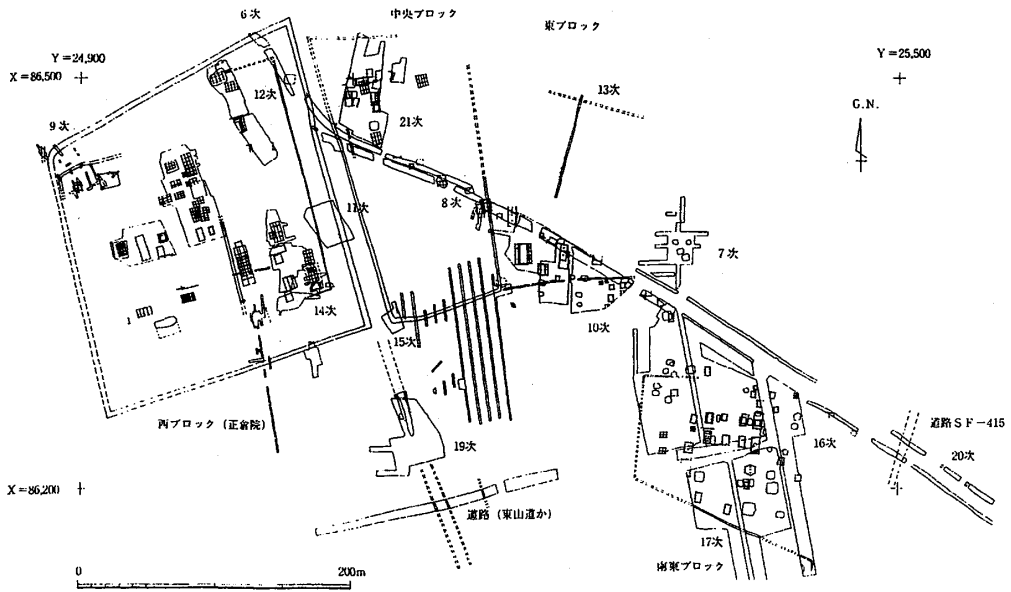 6次
中央ブロック
東ブロック
Y=24,900
X=86,500
Y=25,500
G.N.
9次
12次
21次
13次
11次
8次
7次
14次
15次
10次
西ブロック(正倉院)
19次
16次
道路SF-415
20次
X=86,200
道路(東山道か)
17次
南東ブロック
0
200m